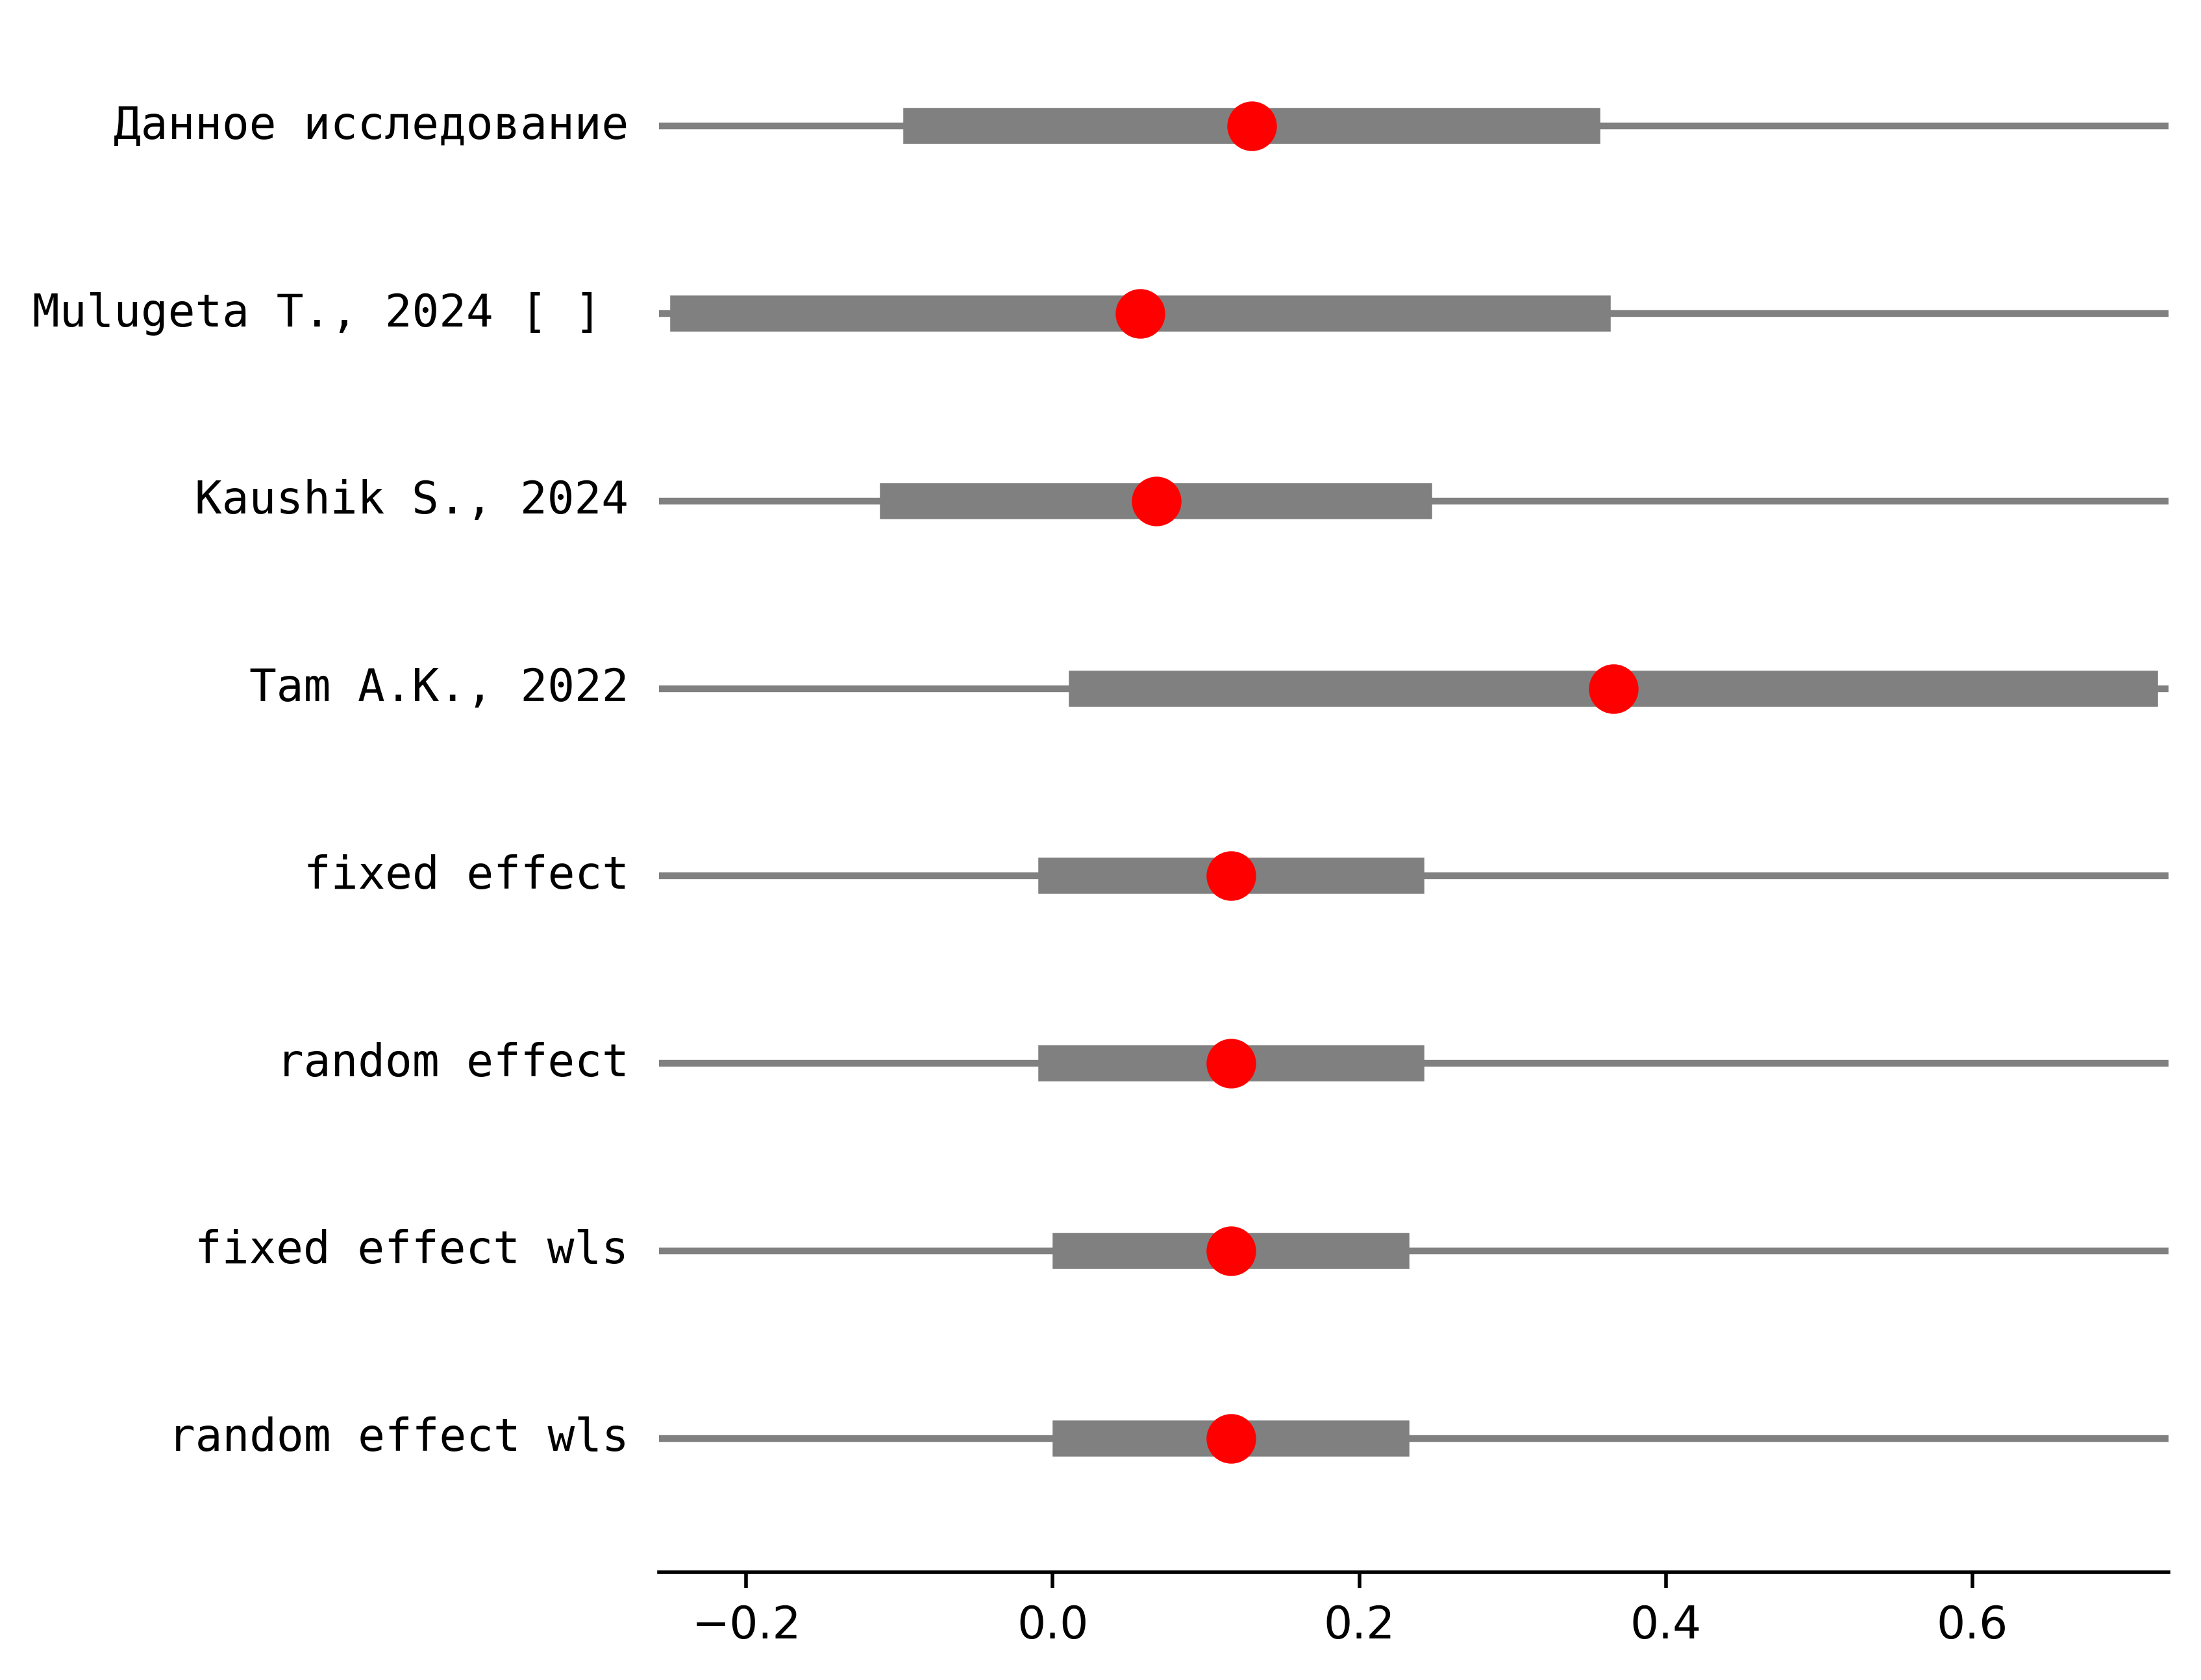 Данное исследование
Mulugeta T., 2024 [ ]
Kaushik S., 2024
Tam A.K., 2022
fixed effect
random effect
fixed effect wls
random effect wls
−0.2 0.0 0.2 0.4 0.6